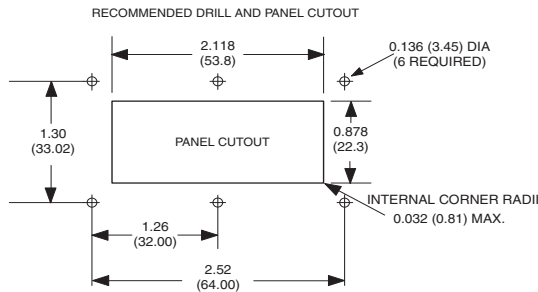 RECOMMENDED DRILL AND PANEL CUTOUT
2.118
(53.8)
0.136 (3.45) DIA
(6 REQUIRED)
1.30
(33.02)
PANEL CUTOUT
0.878
(22.3)
INTERNAL CORNER RADII
0.032 (0.81) MAX.
1.26
(32.00)
2.52
(64.00)